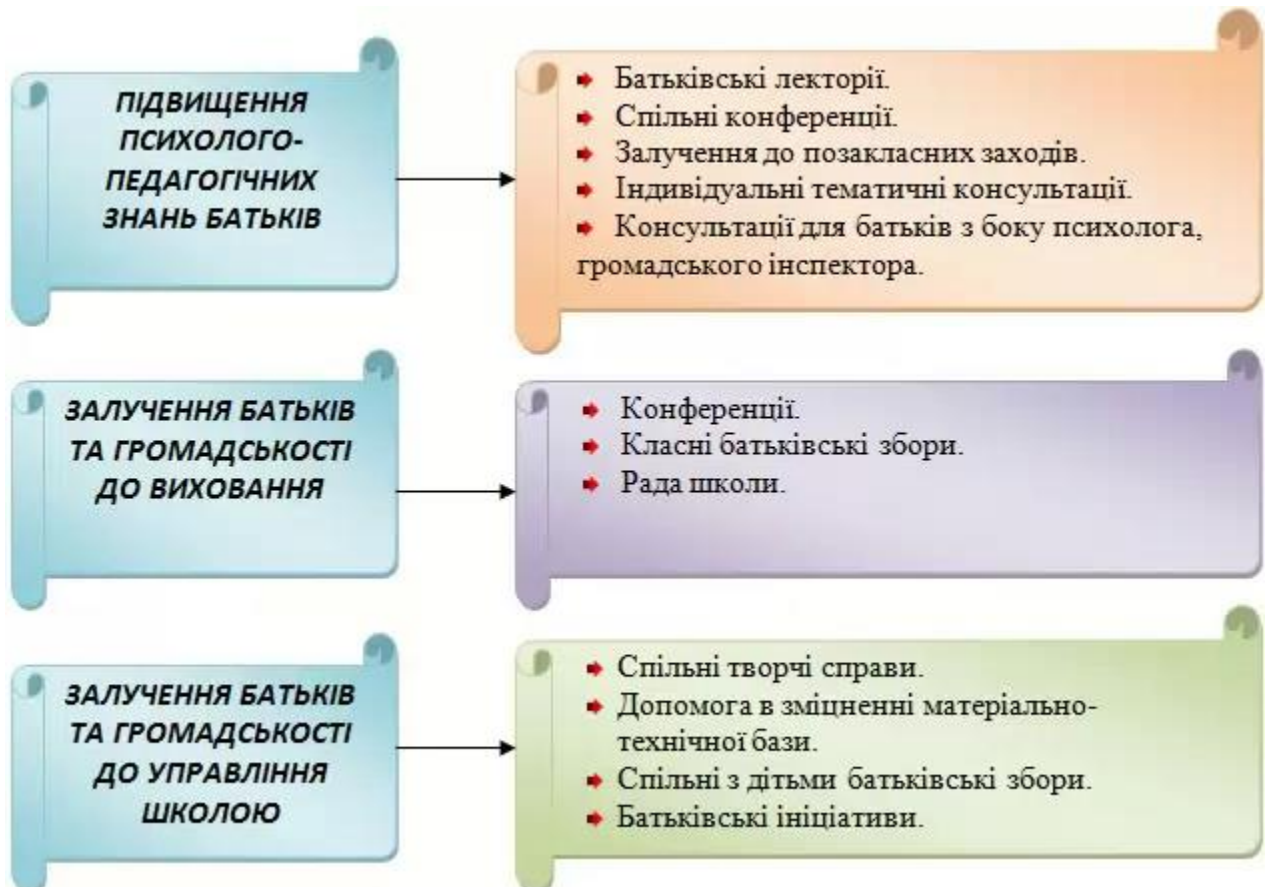 ПІДВИЩЕННЯ
ПСИХОЛОГО-
ПЕДАГОГІЧНИХ
ЗНАНЬ БАТЬКІВ
Батьківські лекторії.
Спільні конференції.
Залучення до позакласних заходів.
Індивідуальні тематичні консультації.
Консультації для батьків з боку психолога,
громадського інспектора.
ЗАЛУЧЕННЯ БАТЬКІВ
ТА ГРОМАДСЬКОСТІ
ДО ВИХОВАННЯ
Конференції.
Класні батьківські збори.
Рада школи.
ЗАЛУЧЕННЯ БАТЬКІВ
ТА ГРОМАДСЬКОСТІ
ДО УПРАВЛІННЯ
ШКОЛОЮ
Спільні творчі справи.
Допомога в зміцненні матеріально-
технічної бази.
Спільні з дітьми батьківські збори.
Батьківські ініціативи.